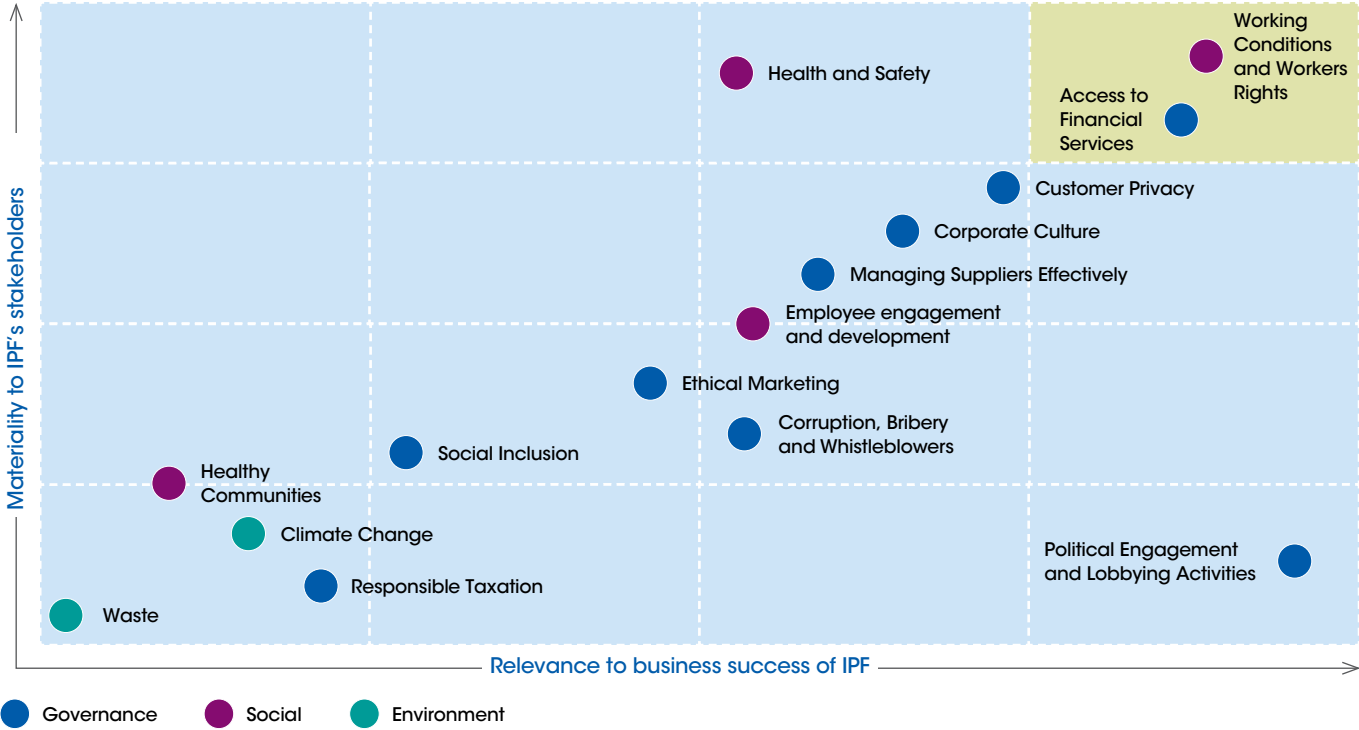 Materiality to IPF's stakeholders
Working
Conditions
and Workers
Rights
Health and Safety
Access to
Financial
Services
Customer Privacy
Corporate Culture
Managing Suppliers Effectively
Employee engagement
and development
Ethical Marketing
Corruption, Bribery
and Whistleblowers
Social Inclusion
Healthy
Communities
Climate Change
Political Engagement
and Lobbying Activities
Responsible Taxation
Waste
Relevance to business success of IPF
Governance
Social
Environment